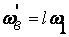 ω'₈ = l ω₁